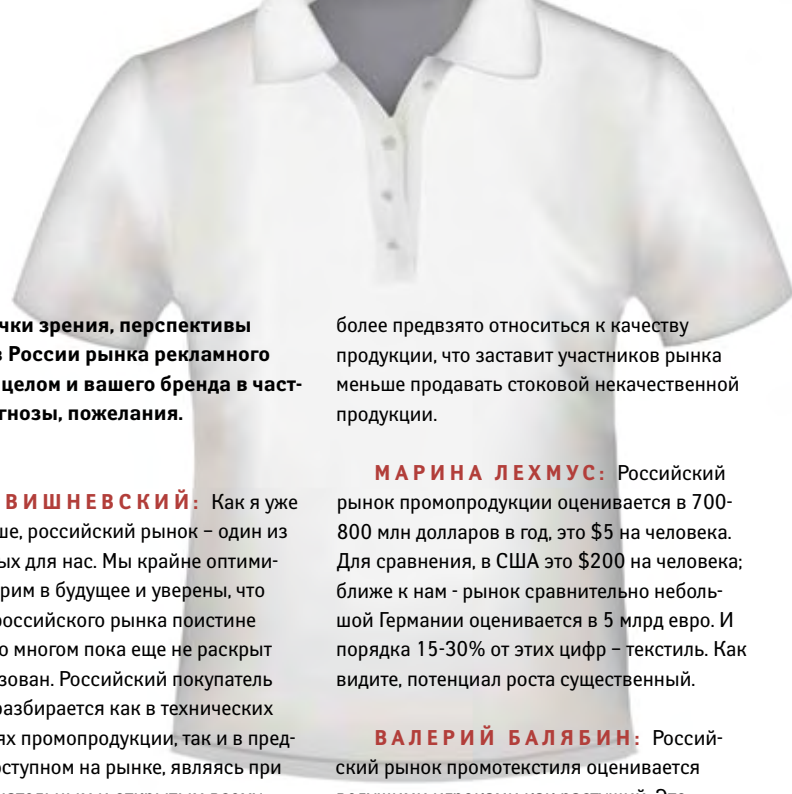 чки зрения, перспективы
в России рынка рекламного
целом и вашего бренда в част-
гнозы, пожелания.
ВИШНЕВСКИЙ: Как я уже
ше, российский рынок – один из
ых для нас. Мы крайне оптими-
рим в будущее и уверены, что
российского рынка поистине
о многом пока еще не раскрыт
зован. Российский покупатель
разбирается как в технических
ях промопродукции, так и в пред-
оступном на рынке, являясь при
более предвзято относиться к качеству
продукции, что заставит участников рынка
меньше продавать стоковой некачественной
продукции.
МАРИНА ЛЕХМУС: Российский
рынок промопродукции оценивается в 700-
800 млн долларов в год, это $5 на человека.
Для сравнения, в США это $200 на человека;
ближе к нам - рынок сравнительно неболь-
шой Германии оценивается в 5 млрд евро. И
порядка 15-30% от этих цифр – текстиль. Как
видите, потенциал роста существенный.
ВАЛЕРИЙ БАЛЯБИН: Россий-
ский рынок промотекстиля оценивается